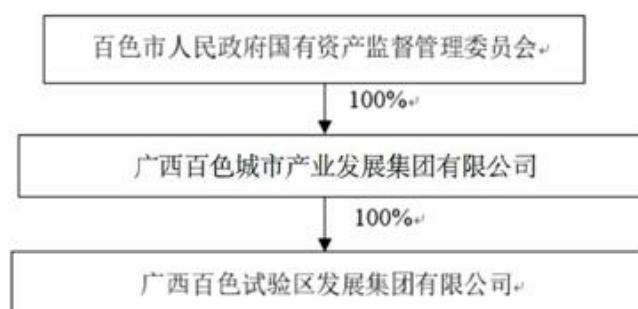 百色市人民政府国有资产监督管理委员会
100%
广西百色城市产业发展集团有限公司
100%
广西百色试验区发展集团有限公司